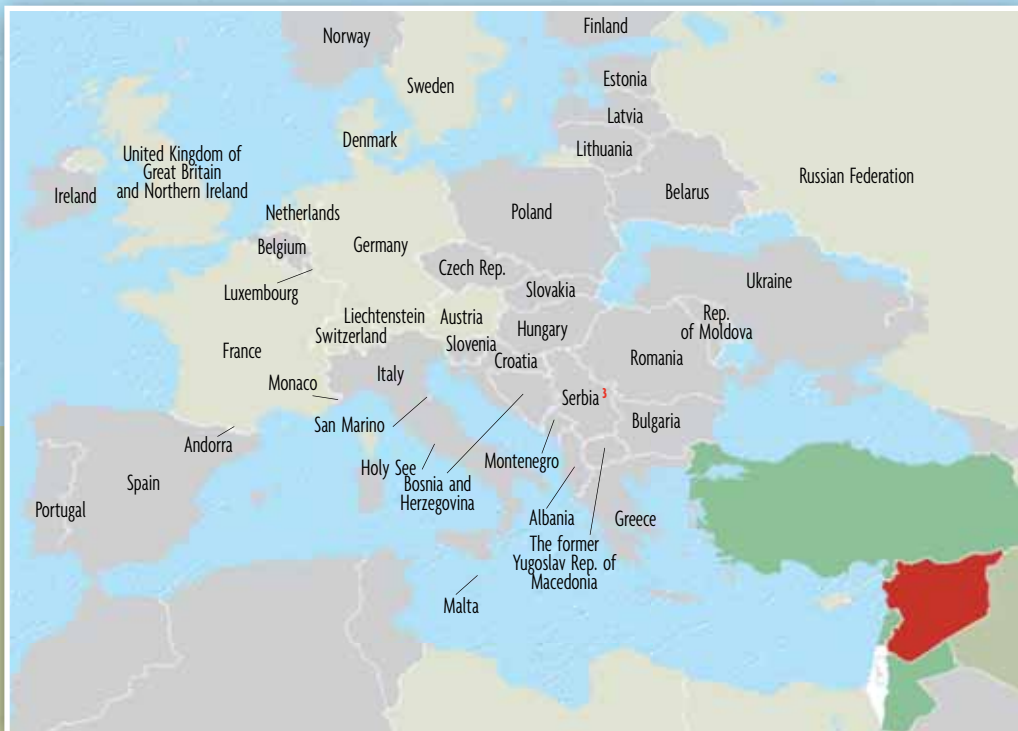 Norway
Finland
Sweden
Estonia
Latvia
Denmark
Lithuania
United Kingdom of
Great Britain
and Northern Ireland
Ireland
Russian Federation
Belarus
Netherlands
Poland
Belgium
Germany
Czech Rep.
Luxembourg
Slovakia
Ukraine
Liechtenstein
Austria
Switzerland
Hungary
Rep.
of Moldova
France
Slovenia
Croatia
Romania
Monaco
Italy
Serbia 3
San Marino
Bulgaria
Andorra
Holy See
Montenegro
Spain
Bosnia and
Herzegovina
Portugal
Albania
Greece
The former
Yugoslav Rep. of
Macedonia
Malta